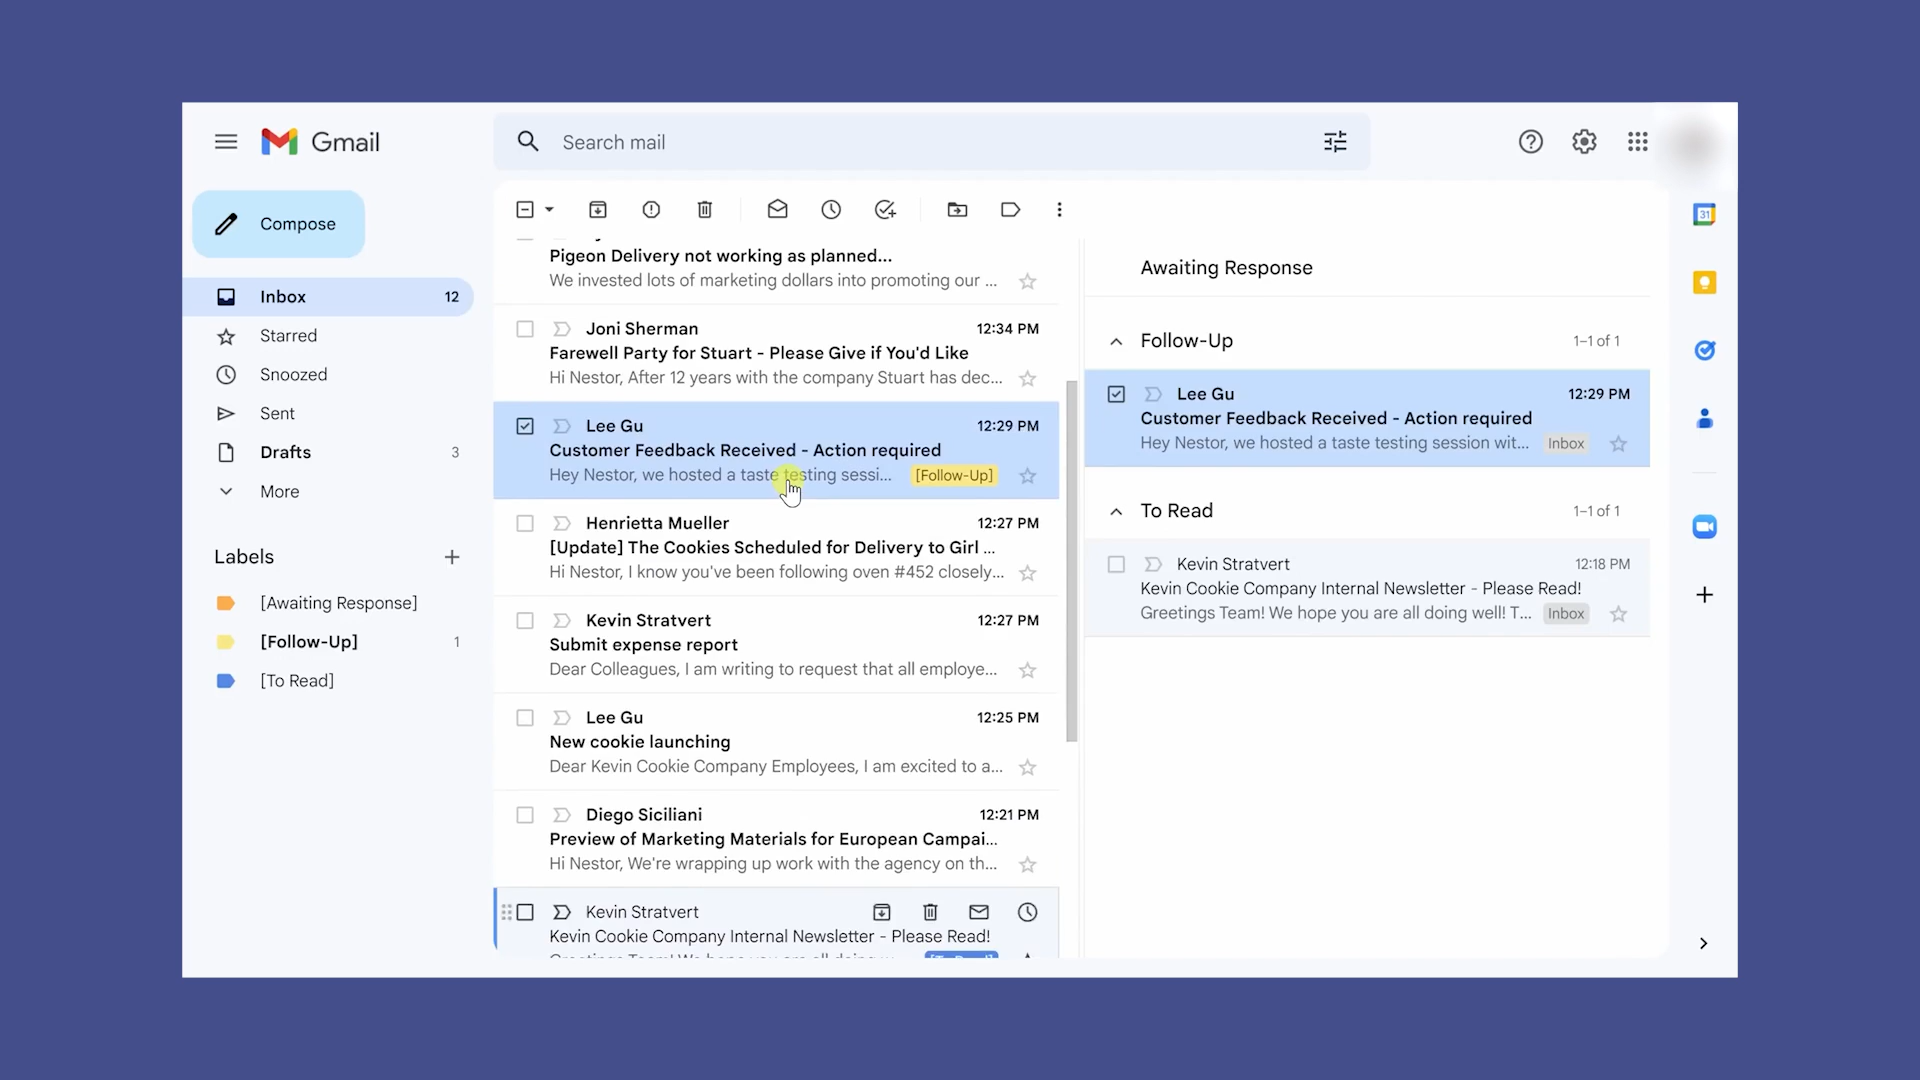 Gmail
Search mail
Compose
Inbox 12
Starred
Snoozed
Sent
Drafts 3
More
Labels
[Awaiting Response]
[Follow-Up] 1
[To Read]
Pigeon Delivery not working as planned...
We invested lots of marketing dollars into promoting our ...
Joni Sherman 12:34 PM
Farewell Party for Stuart - Please Give if You'd Like
Hi Nestor, After 12 years with the company Stuart has dec...
Lee Gu 12:29 PM
Customer Feedback Received - Action required
Hey Nestor, we hosted a taste testing sessi... [Follow-Up]
Henrietta Mueller 12:27 PM
[Update] The Cookies Scheduled for Delivery to Girl ...
Hi Nestor, I know you've been following oven #452 closely...
Kevin Stratvert 12:27 PM
Submit expense report
Dear Colleagues, I am writing to request that all employe...
Lee Gu 12:25 PM
New cookie launching
Dear Kevin Cookie Company Employees, I am excited to a...
Diego Siciliani 12:21 PM
Preview of Marketing Materials for European Campai...
Hi Nestor, We're wrapping up work with the agency on th...
Kevin Stratvert
Kevin Cookie Company Internal Newsletter - Please Read!
Awaiting Response
Follow-Up 1–1 of 1
Lee Gu 12:29 PM
Customer Feedback Received - Action required
Hey Nestor, we hosted a taste testing session wit... Inbox
To Read 1–1 of 1
Kevin Stratvert 12:18 PM
Kevin Cookie Company Internal Newsletter - Please Read!
Greetings Team! We hope you are all doing well! T... Inbox
31